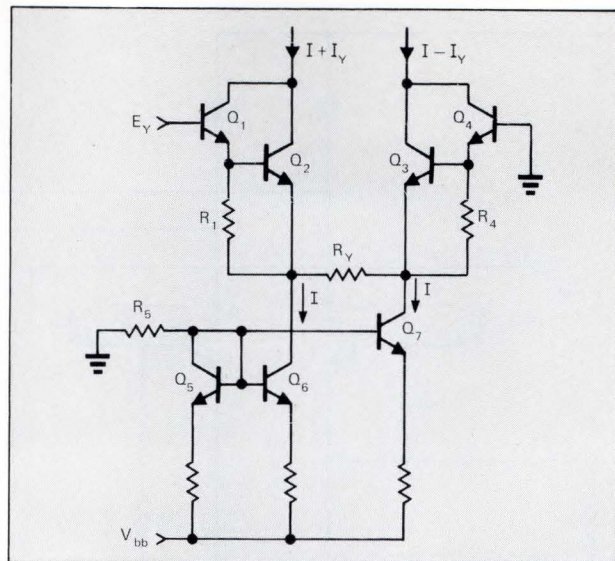 I + I_Y
I − I_Y
E_Y
Q_1
Q_2
Q_3
Q_4
R_1
R_4
R_Y
I
I
R_5
Q_5
Q_6
Q_7
V_bb